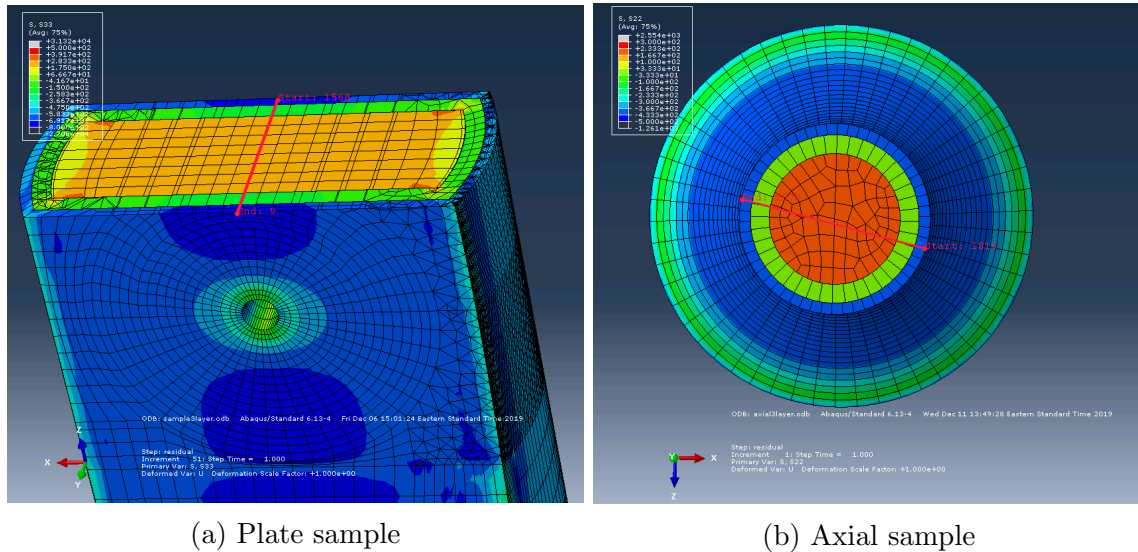 S, S33
(Avg: 75%)
+3.132e+04
+5.000e+02
+3.917e+02
+2.833e+02
+1.750e+02
+6.667e+01
-4.167e+01
-1.500e+02
-2.583e+02
-3.667e+02
-4.750e+02
Start: 1568
End: 9
ODB: sample3layer.odb Abaqus/Standard 6.13-4 Fri Dec 06 15:01:24 Eastern Standard Time 2019
Z
X
Y
Step: residual
Increment 51: Step Time = 1.000
Primary Var: S, S33
Deformed Var: U Deformation Scale Factor: +1.000e+00
(a) Plate sample
S, S22
(Avg: 75%)
+2.554e+03
+3.000e+02
+2.333e+02
+1.667e+02
+1.000e+02
+3.333e+01
-3.333e+01
-1.000e+02
-1.667e+02
-2.333e+02
-3.000e+02
-3.667e+02
-4.333e+02
-5.000e+02
ODB: axial3layer.odb Abaqus/Standard 6.13-4 Wed Dec 11 13:49:28 Eastern Standard Time 2019
Y
X
Z
Step: residual
Increment 1: Step Time = 1.000
Primary Var: S, S22
Deformed Var: U Deformation Scale Factor: +1.000e+00
(b) Axial sample